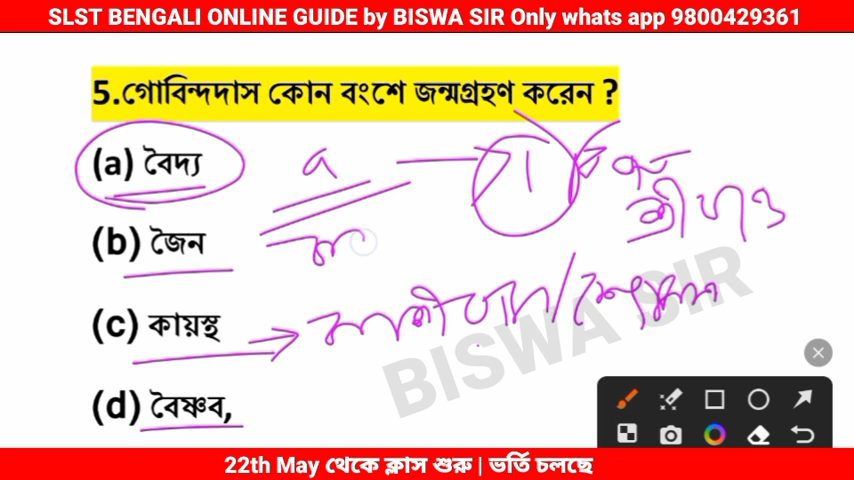 SLST BENGALI ONLINE GUIDE by BISWA SIR Only whats app 9800429361
5.গোবিন্দদাস কোন বংশে জন্মগ্রহণ করেন ?
(a) বৈদ্য
a
(b) জৈন
(c) কায়স্থ
(d) বৈষ্ণব,
BISWA SIR
22th May থেকে ক্লাস শুরু | ভর্তি চলছে